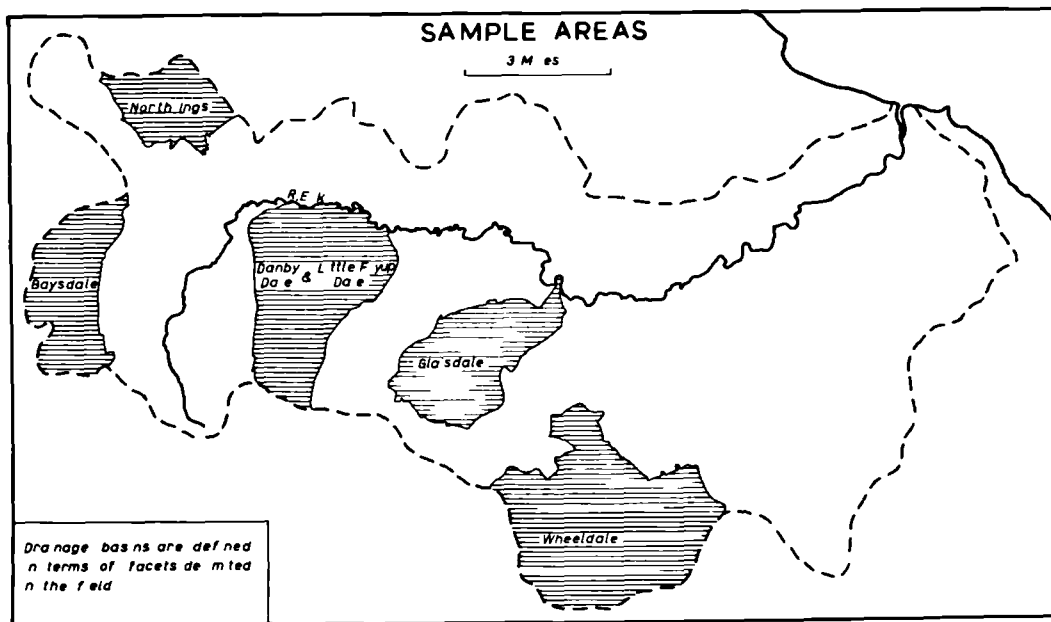 SAMPLE AREAS
3 M es
North ings
R. E k
Baysdale
Danby & L ttle F yup
Da e Da e
Gla sdale
Wheeldale
Dra nage bas ns are def ned
n terms of facets de m ted
n the f eld